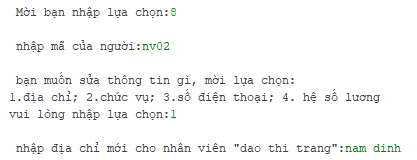 Mời bạn nhập lựa chọn:8
nhập mã của người:nv02
bạn muốn sửa thông tin gì, mời lựa chọn:
1.địa chỉ; 2.chức vụ; 3.số điện thoại; 4. hệ số lương
vui lòng nhập lựa chọn:1
nhập địa chỉ mới cho nhân viên "dao thi trang":nam dinh